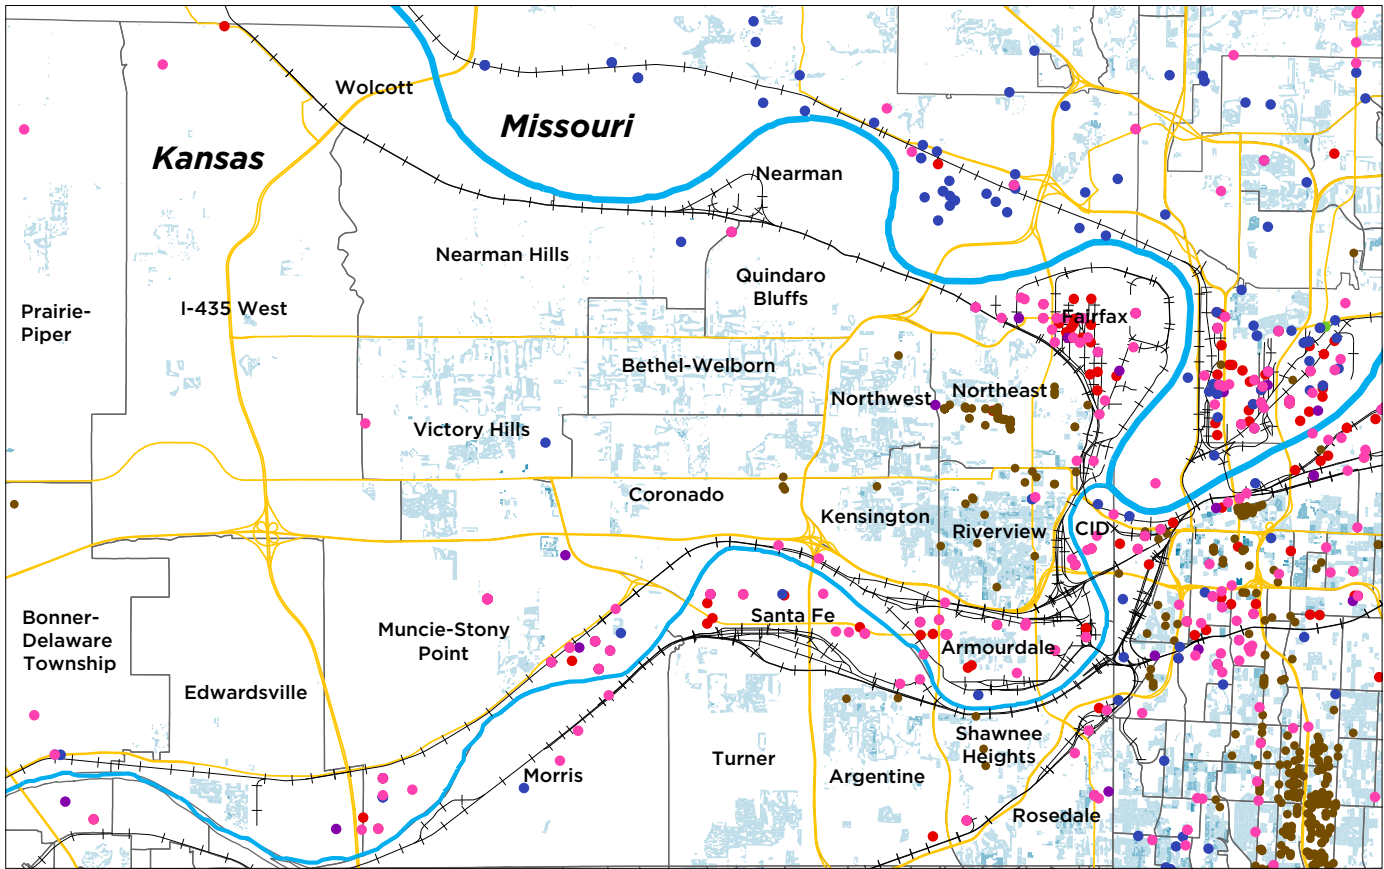 Wolcott
Missouri
Kansas
Nearman
Nearman Hills
Quindaro
Bluffs
Prairie-
Piper
I-435 West
Fairfax
Bethel-Welborn
Northwest
Northeast
Victory Hills
Coronado
Kensington
Riverview
CID
Bonner-
Delaware
Township
Muncie-Stony
Point
Santa Fe
Armourdale
Edwardsville
Shawnee
Heights
Turner
Morris
Argentine
Rosedale